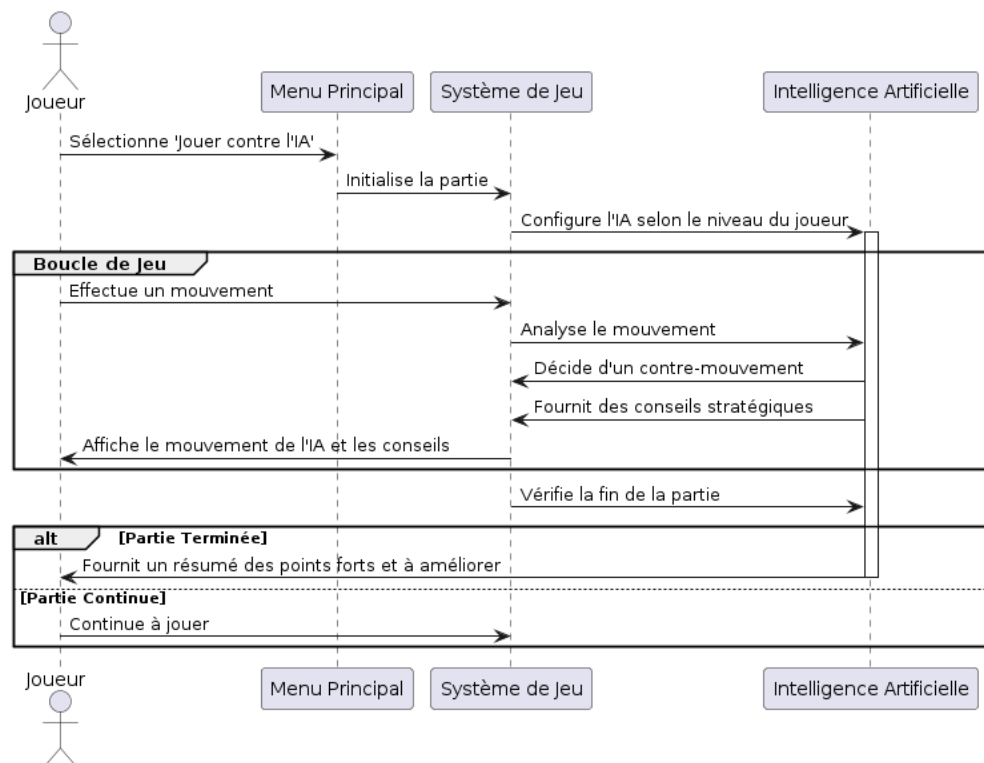 Joueur
Menu Principal
Système de Jeu
Intelligence Artificielle
Sélectionne 'Jouer contre l'IA'
Initialise la partie
Configure l'IA selon le niveau du joueur
Boucle de Jeu
Effectue un mouvement
Analyse le mouvement
Décide d'un contre-mouvement
Fournit des conseils stratégiques
Affiche le mouvement de l'IA et les conseils
Vérifie la fin de la partie
alt [Partie Terminée]
Fournit un résumé des points forts et à améliorer
[Partie Continue]
Continue à jouer
Joueur
Menu Principal
Système de Jeu
Intelligence Artificielle